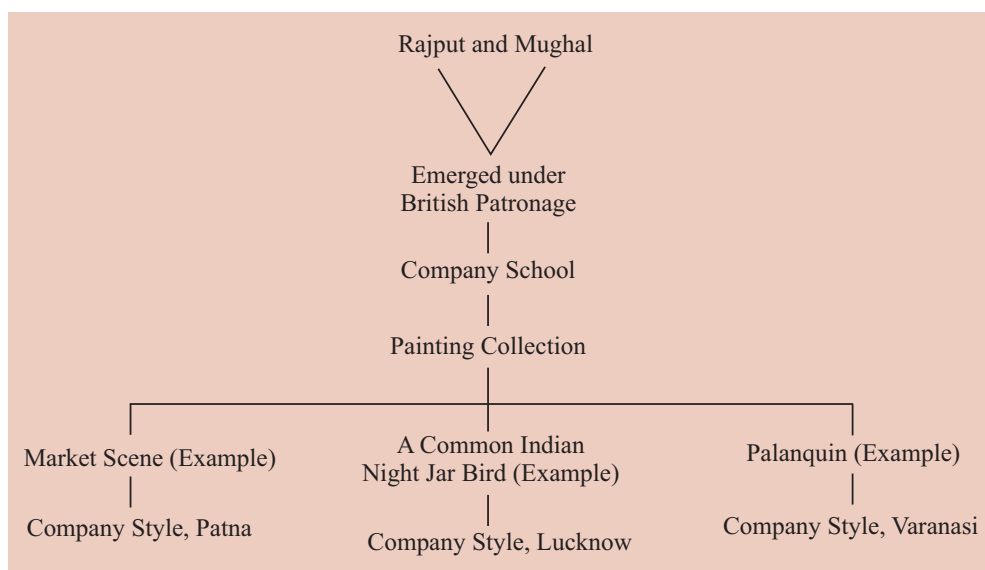 Rajput and Mughal
Emerged under
British Patronage
Company School
Painting Collection
Market Scene (Example)
Company Style, Patna
A Common Indian
Night Jar Bird (Example)
Company Style, Lucknow
Palanquin (Example)
Company Style, Varanasi